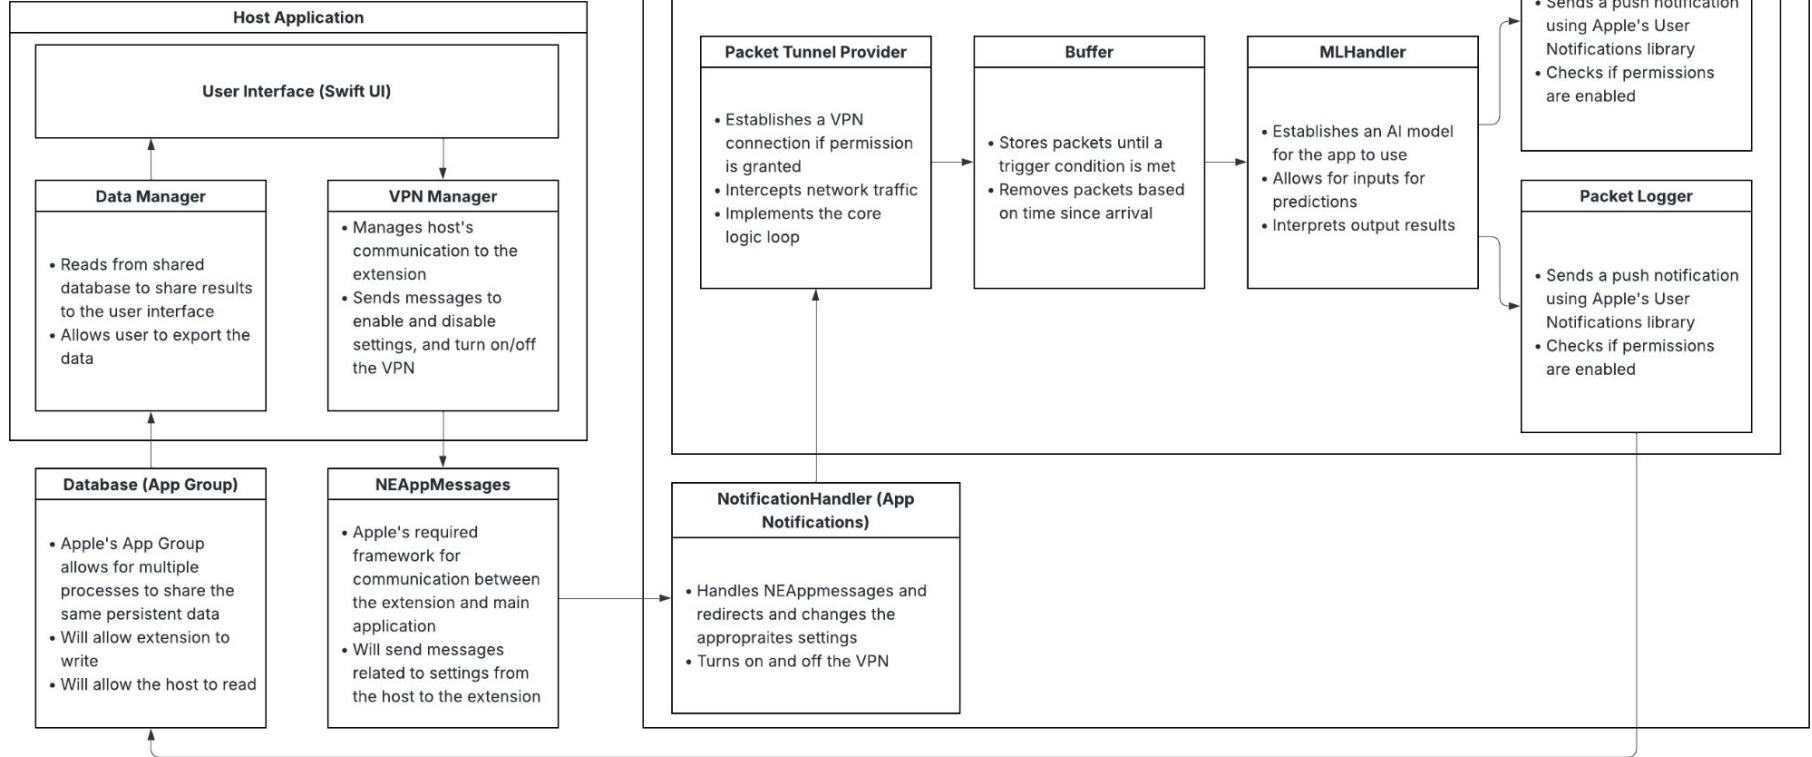 Host Application
User Interface (Swift UI)
Data Manager
• Reads from shared
database to share results
to the user interface
• Allows user to export the
data
VPN Manager
• Manages host's
communication to the
extension
• Sends messages to
enable and disable
settings, and turn on/off
the VPN
Database (App Group)
• Apple's App Group
allows for multiple
processes to share the
same persistent data
• Will allow extension to
write
• Will allow the host to read
NEAppMessages
• Apple's required
framework for
communication between
the extension and main
application
• Will send messages
related to settings from
the host to the extension
NotificationHandler (App
Notifications)
• Handles NEAppmessages and
redirects and changes the
appropraites settings
• Turns on and off the VPN
Packet Tunnel Provider
• Establishes a VPN
connection if permission
is granted
• Intercepts network traffic
• Implements the core
logic loop
Buffer
• Stores packets until a
trigger condition is met
• Removes packets based
on time since arrival
MLHandler
• Establishes an AI model
for the app to use
• Allows for inputs for
predictions
• Interprets output results
• Sends a push notification
using Apple's User
Notifications library
• Checks if permissions
are enabled
Packet Logger
• Sends a push notification
using Apple's User
Notifications library
• Checks if permissions
are enabled